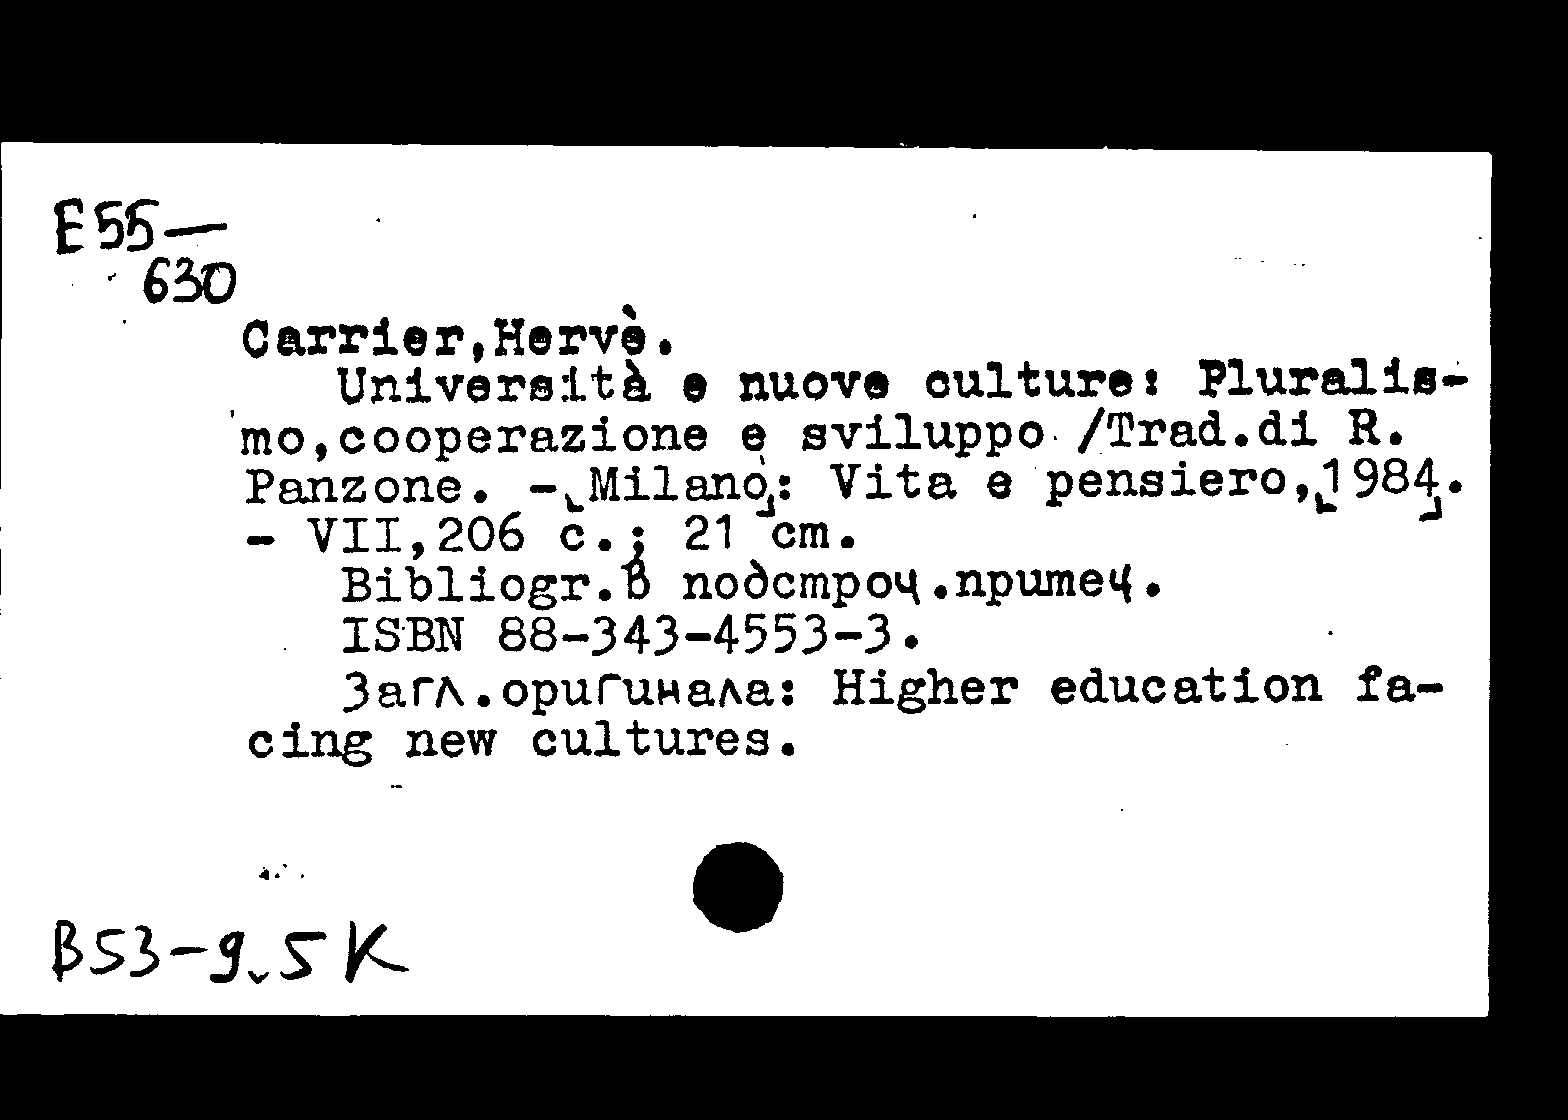 E55—
630
Carrier,Hervè.
Università e nuove culture: Pluralis-
mo,cooperazione e sviluppo /Trad.di R.
Panzone. - [Milano]: Vita e pensiero,[1984].
- VII,206 c.; 21 cm.
Bibliogr.в подстроч.примеч.
ISBN 88-343-4553-3.
Загл.оригинала: Higher education fa-
cing new cultures.
B53-9.5K